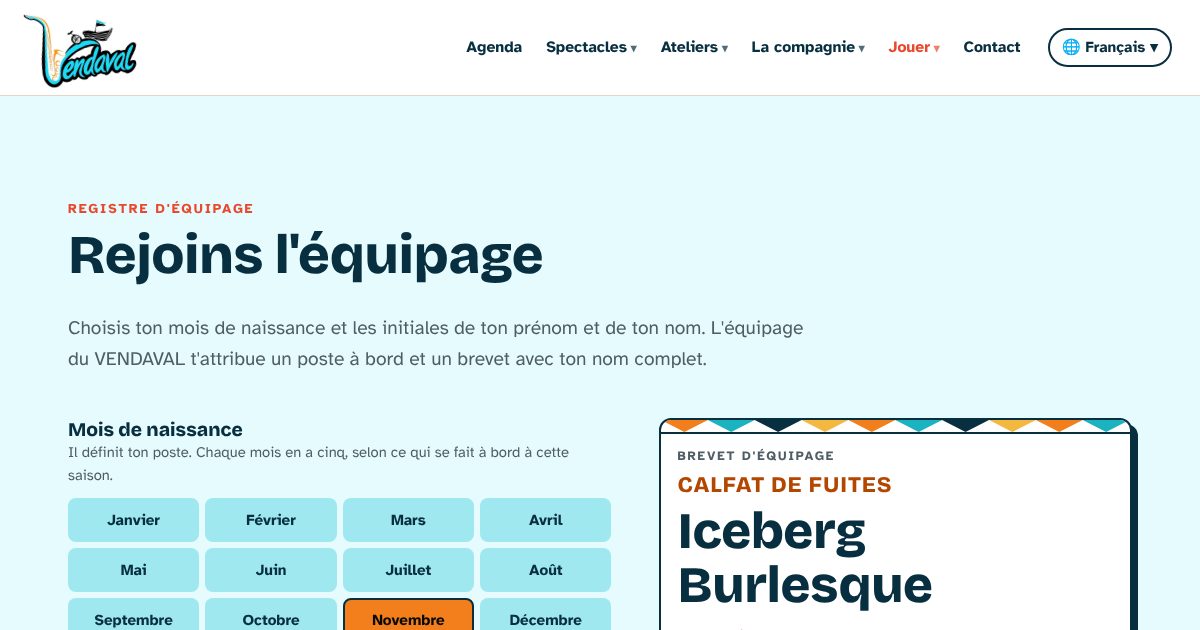 Vendaval
Agenda
Spectacles ▾
Ateliers ▾
La compagnie ▾
Jouer ▾
Contact
Français ▾
REGISTRE D'ÉQUIPAGE
Rejoins l'équipage
Choisis ton mois de naissance et les initiales de ton prénom et de ton nom. L'équipage
du VENDAVAL t'attribue un poste à bord et un brevet avec ton nom complet.
Mois de naissance
Il définit ton poste. Chaque mois en a cinq, selon ce qui se fait à bord à cette
saison.
Janvier
Février
Mars
Avril
Mai
Juin
Juillet
Août
Septembre
Octobre
Novembre
Décembre
BREVET D'ÉQUIPAGE
CALFAT DE FUITES
Iceberg
Burlesque